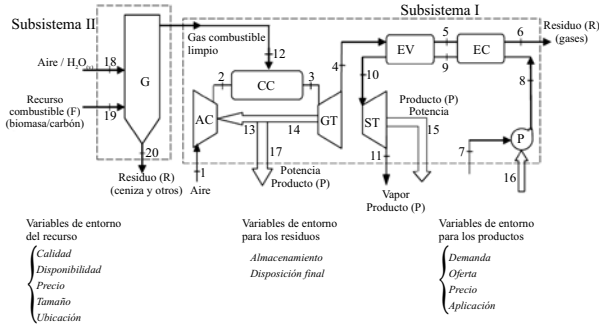 Subsistema II
Subsistema I
Gas combustible
limpio
Residuo (R)
(gases)
Aire / H2O(v)
18
G
12
4
EV
5
EC
6
9
10
8
2
CC
3
Recurso
combustible (F)
(biomasa/carbón)
19
AC
13
14
GT
ST
Producto (P)
Potencia
15
P
20
Residuo (R)
(ceniza y otros)
1
Aire
17
Potencia
Producto (P)
11
Vapor
Producto (P)
7
16
Variables de entorno
del recurso
Calidad
Disponibilidad
Precio
Tamaño
Ubicación
Variables de entorno
para los residuos
Almacenamiento
Disposición final
Variables de entorno
para los productos
Demanda
Oferta
Precio
Aplicación